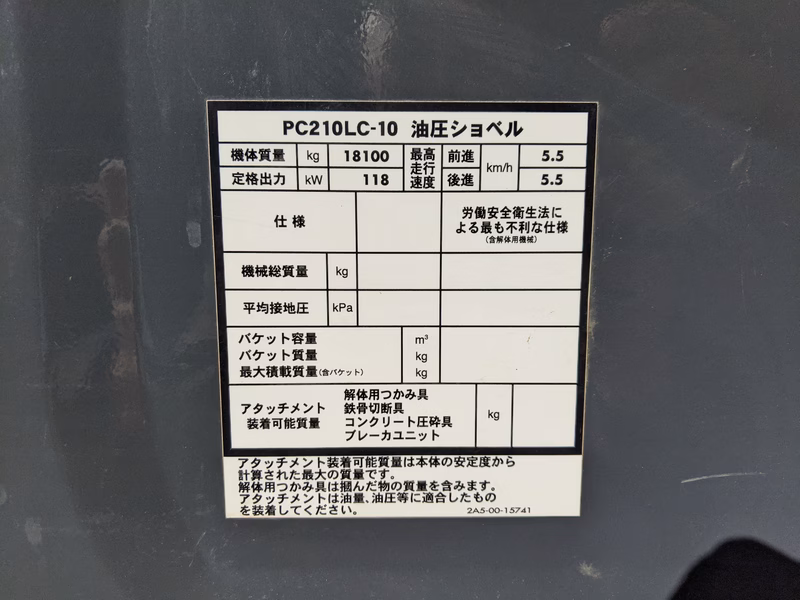 PC210LC-10 油圧ショベル
機体質量 kg 18100 最高走行速度 前進 km/h 5.5
定格出力 kW 118 後進 5.5
仕様 労働安全衛生法に
よる最も不利な仕様
(含解体用機械)
機械総質量 kg
平均接地圧 kPa
バケット容量 m³
バケット質量 kg
最大積載質量(含バケット) kg
アタッチメント
装着可能質量
解体用つかみ具
鉄骨切断具
コンクリート圧砕具
ブレーカユニット
kg
アタッチメント装着可能質量は本体の安定度から
計算された最大の質量です。
解体用つかみ具は掴んだ物の質量を含みます。
アタッチメントは油量、油圧等に適合したもの
を装着してください。
2A5-00-15741